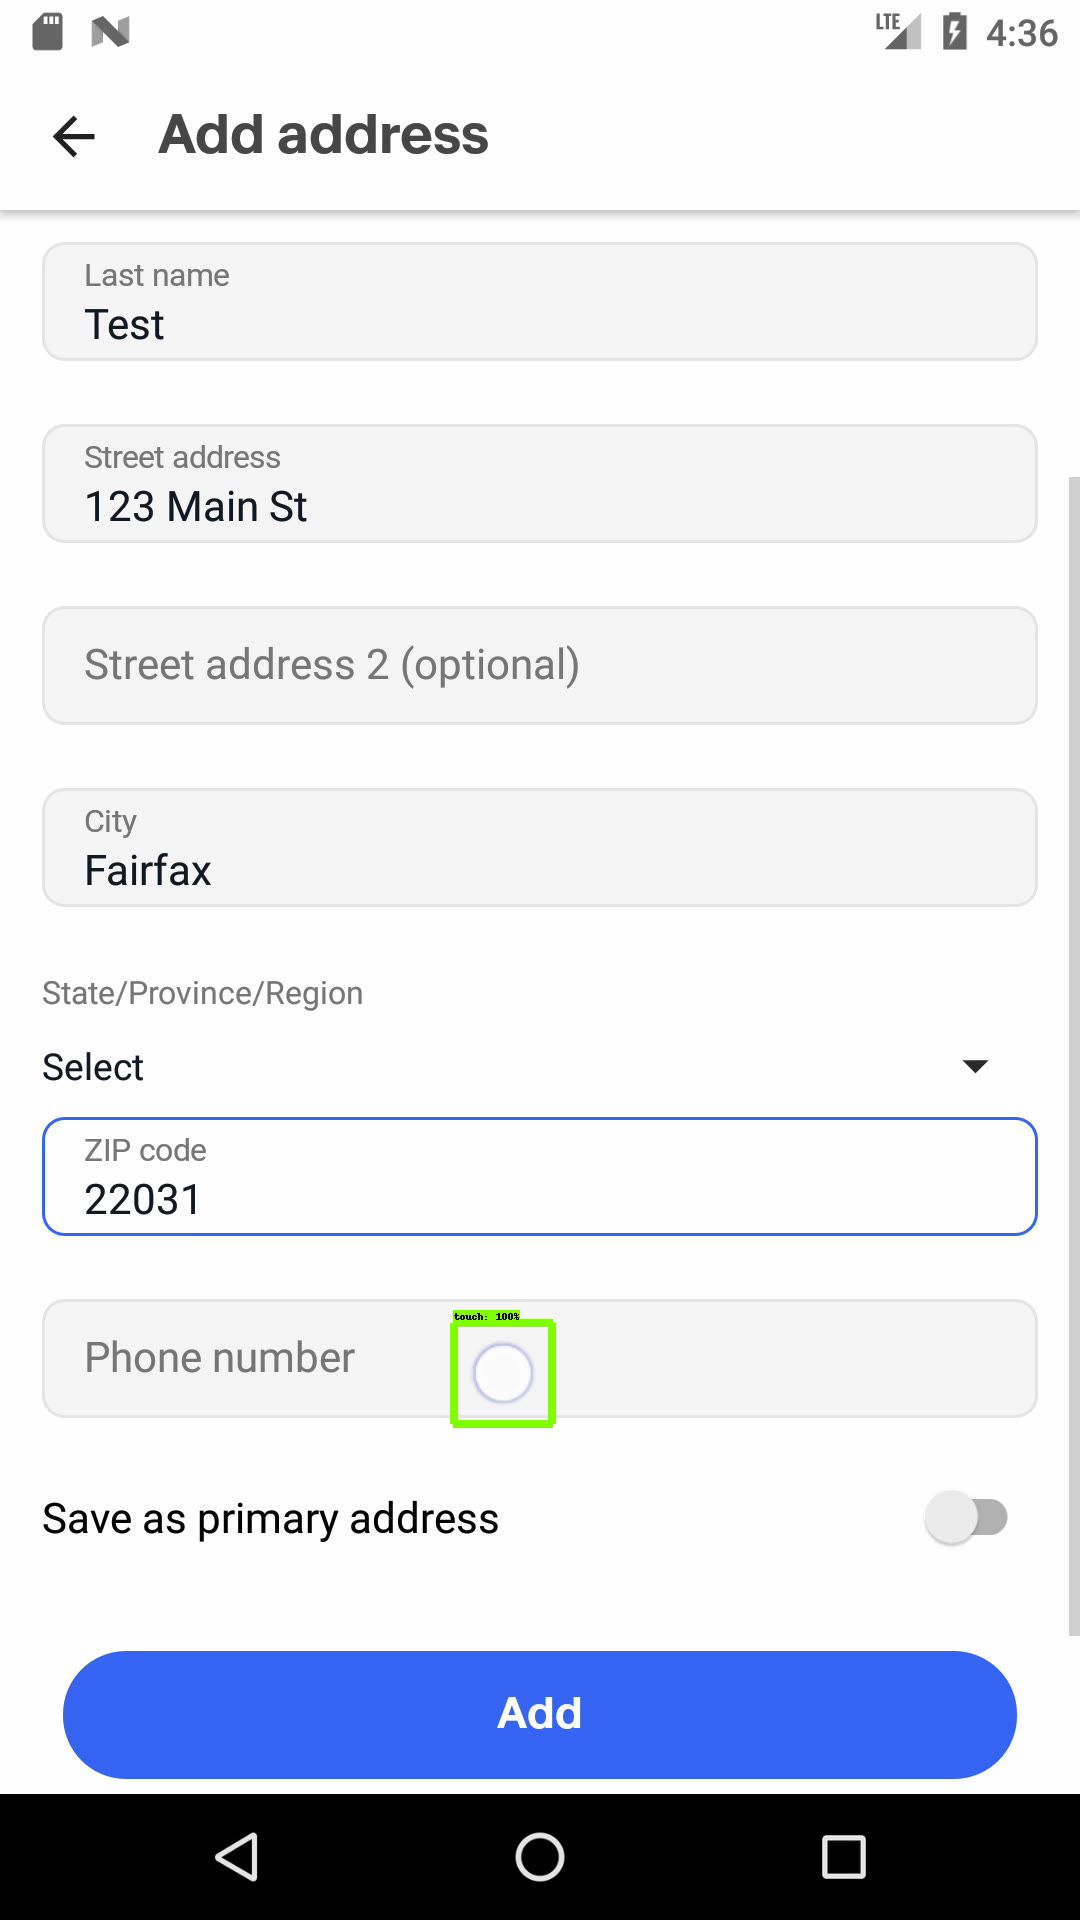 LTE 4:36
Add address
Last name
Test
Street address
123 Main St
Street address 2 (optional)
City
Fairfax
State/Province/Region
Select
ZIP code
22031
touch: 100%
Phone number
Save as primary address
Add